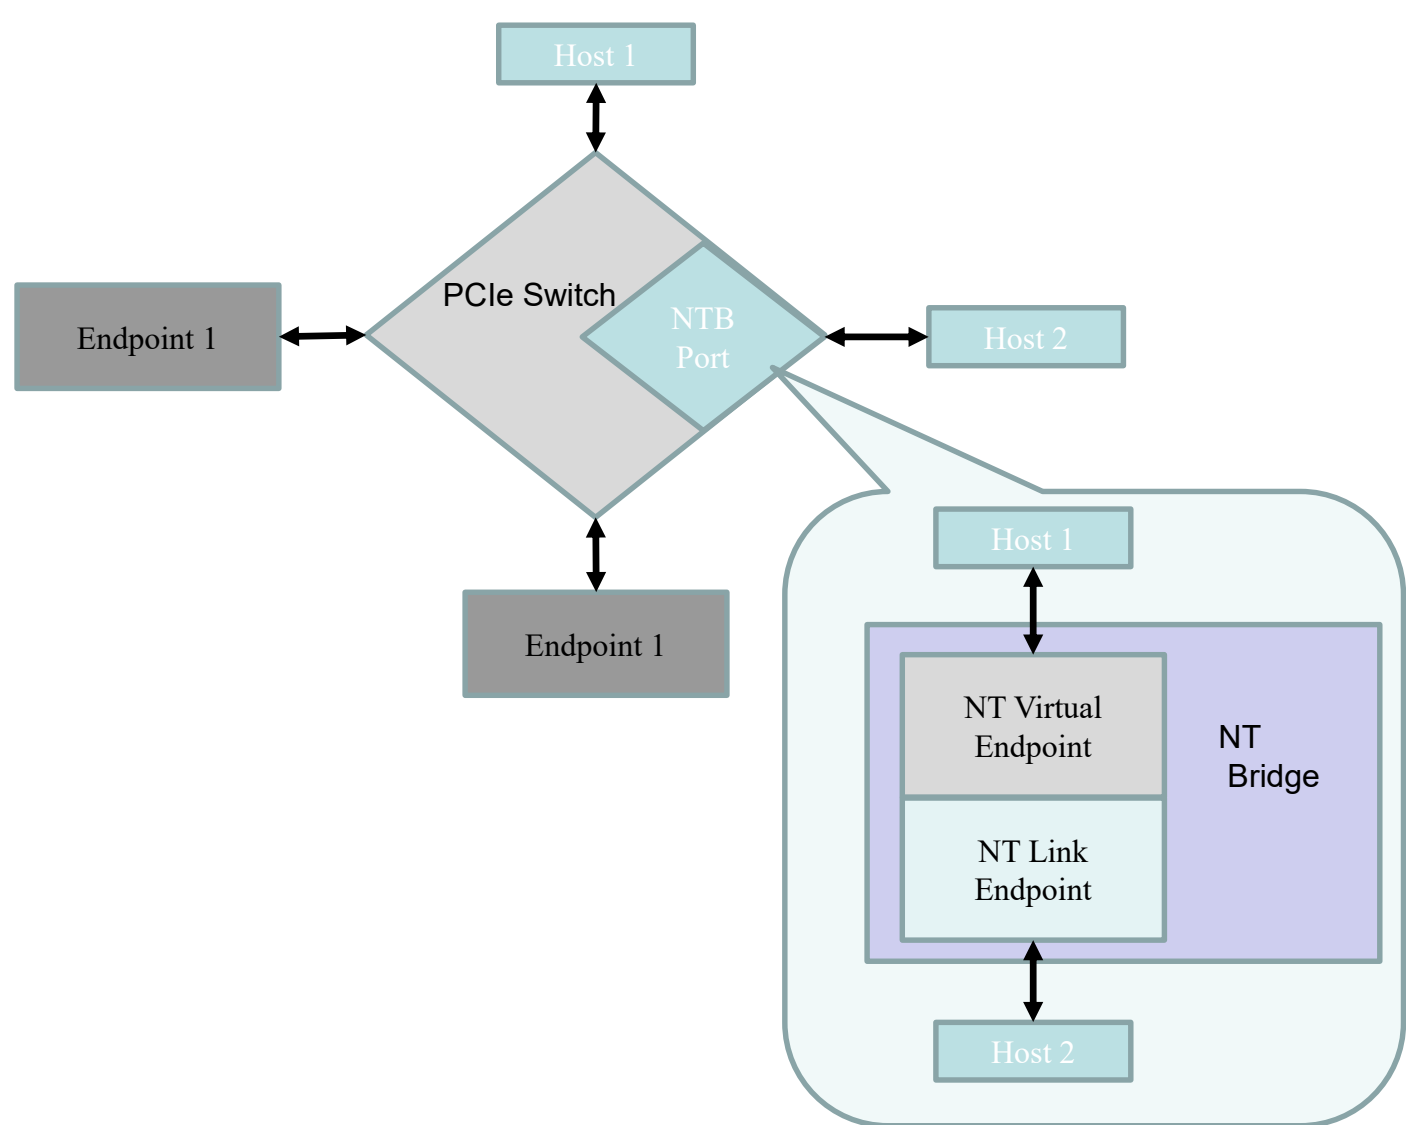 Host 1
PCIe Switch
NTB
Port
Endpoint 1
Host 2
Endpoint 1
Host 1
NT Virtual
Endpoint
NT
Bridge
NT Link
Endpoint
Host 2